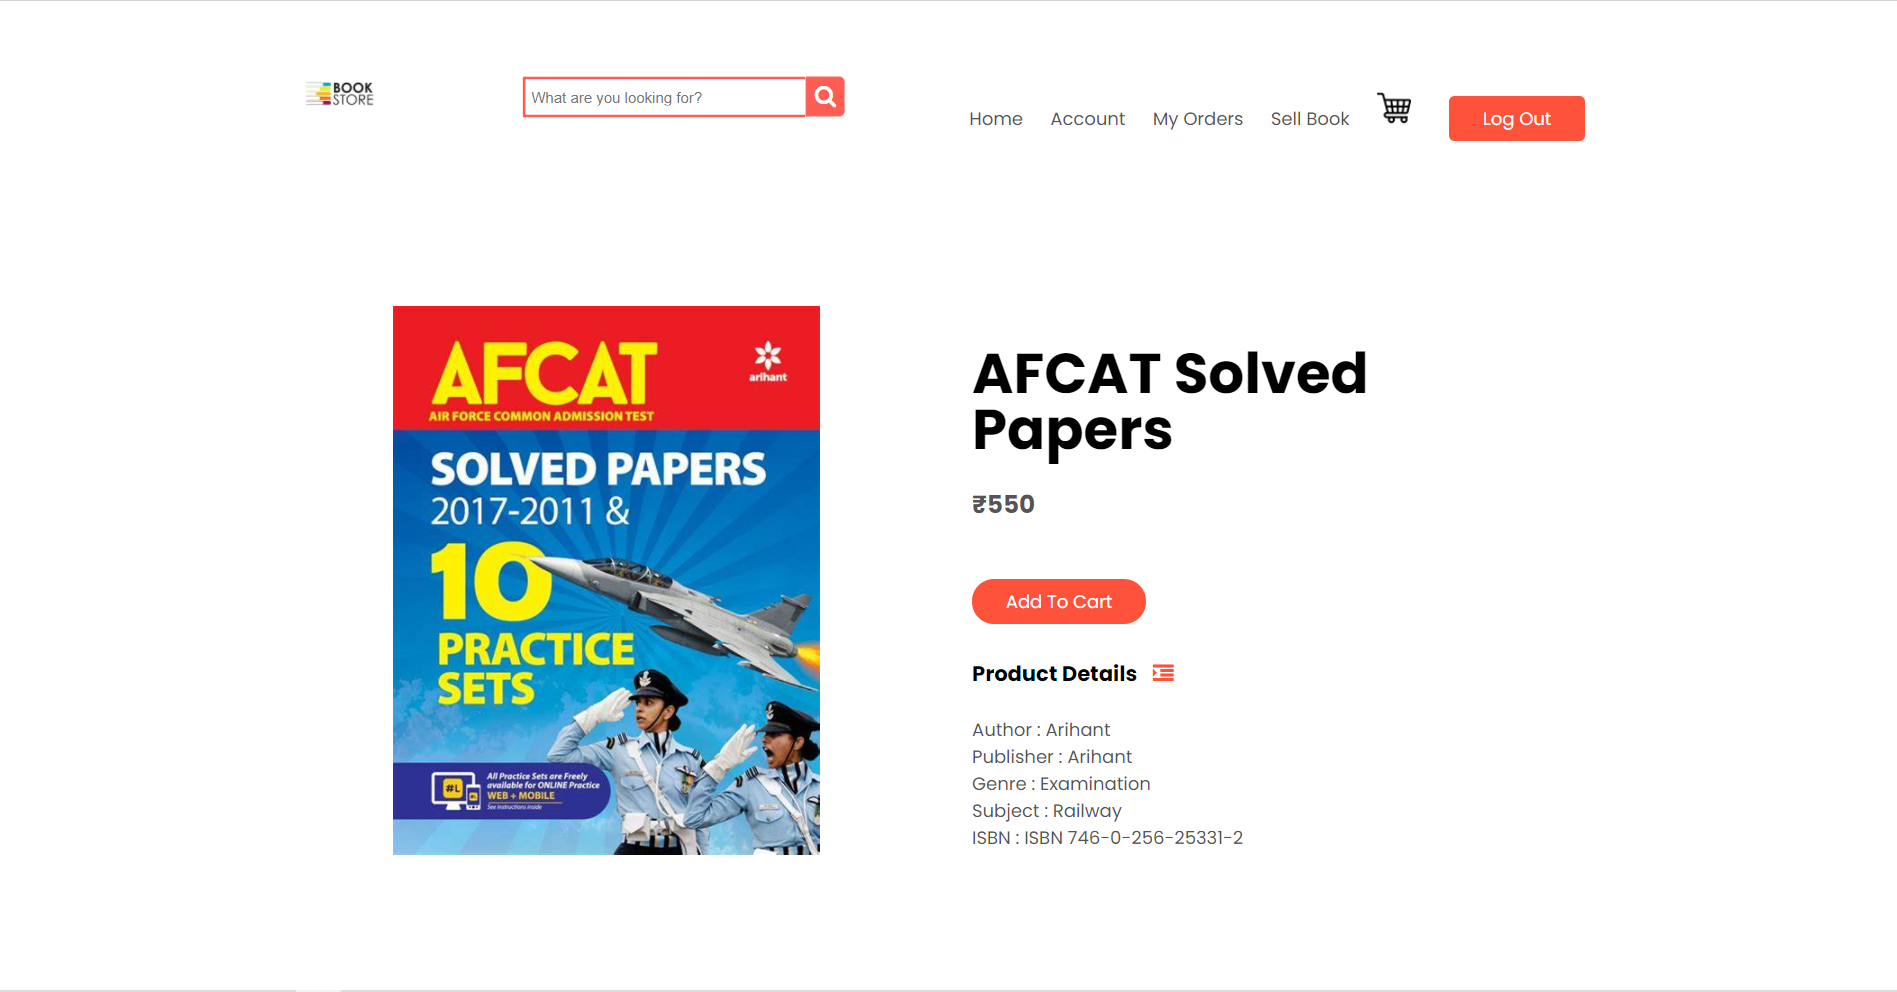 BOOK
STORE
What are you looking for?
Home
Account
My Orders
Sell Book
Log Out
AFCAT
arihant
AIR FORCE COMMON ADMISSION TEST
SOLVED PAPERS
2017-2011 &
10
PRACTICE
SETS
#L
All Practice Sets are Freely
available for ONLINE Practice
WEB + MOBILE
See instructions inside
AFCAT Solved
Papers
₹550
Add To Cart
Product Details
Author : Arihant
Publisher : Arihant
Genre : Examination
Subject : Railway
ISBN : ISBN 746-0-256-25331-2